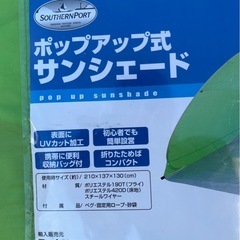 SOUTHERNPORT
ポップアップ式
サンシェード
pop up sunshade
表面に
UVカット加工
初心者でも
簡単設営
携帯に便利
収納バッグ付
折りたためば
コンパクト
使用時サイズ(約)/210×137×130(cm)
材 質/ポリエステル190T(フライ)
ポリエステル420D(床地)
スチールワイヤー
付 属 品/ペグ・固定用ロープ・砂袋
輸入販売元